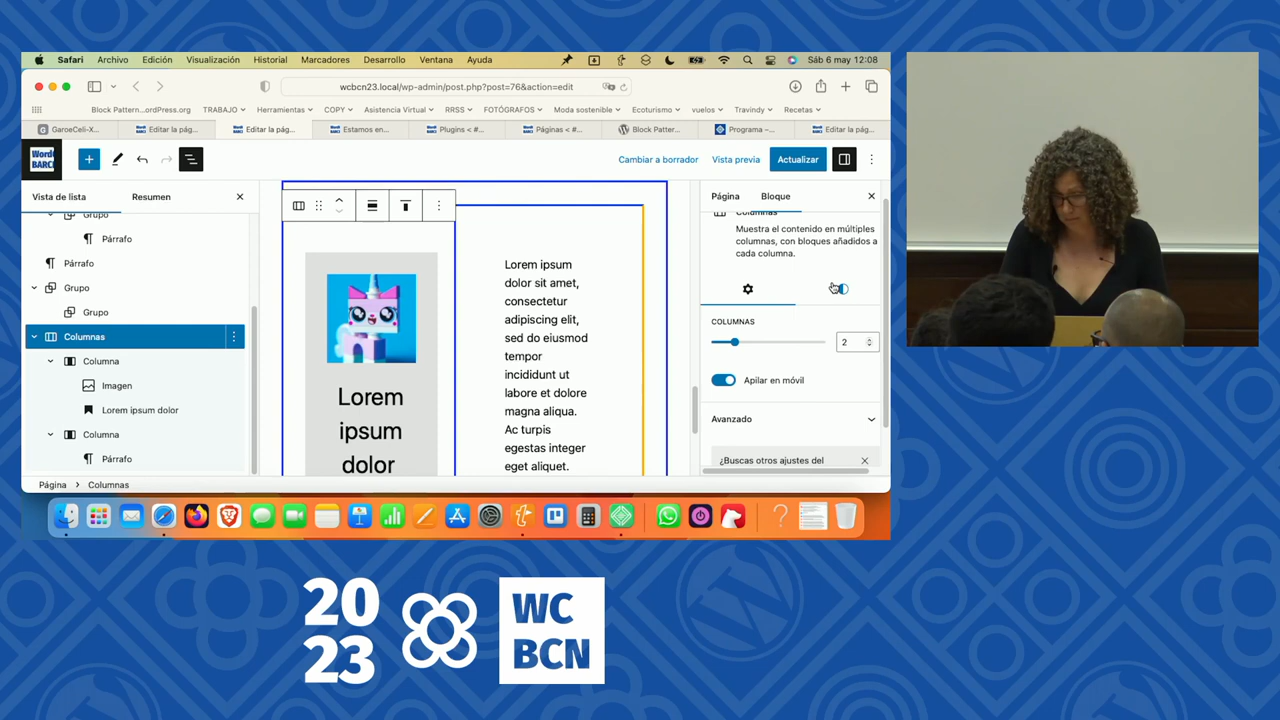 Safari Archivo Edición Visualización Historial Marcadores Desarrollo Ventana Ayuda Sáb 6 may 12:08
wcbcn23.local/wp-admin/post.php?post=76&action=edit
Block Pattern...ordPress.org TRABAJO Herramientas COPY Asistencia Virtual RRSS FOTÓGRAFOS Moda sostenible Ecoturismo vuelos Travindy Recetas
GaroeCeli-X... Editar la pág... Editar la pág... Estamos en... Plugins < #... Páginas < #... Block Patter... Programa –... Editar la pág...
Word
BARC
Cambiar a borrador Vista previa Actualizar
Vista de lista Resumen
Grupo
Párrafo
Párrafo
Grupo
Grupo
Columnas
Columna
Imagen
Lorem ipsum dolor
Columna
Párrafo
Lorem
ipsum
dolor
Lorem ipsum
dolor sit amet,
consectetur
adipiscing elit,
sed do eiusmod
tempor
incididunt ut
labore et dolore
magna aliqua.
Ac turpis
egestas integer
eget aliquet.
Página Bloque
Columnas
Muestra el contenido en múltiples
columnas, con bloques añadidos a
cada columna.
COLUMNAS
2
Apilar en móvil
Avanzado
¿Buscas otros ajustes del
Página > Columnas
20
23
WC
BCN